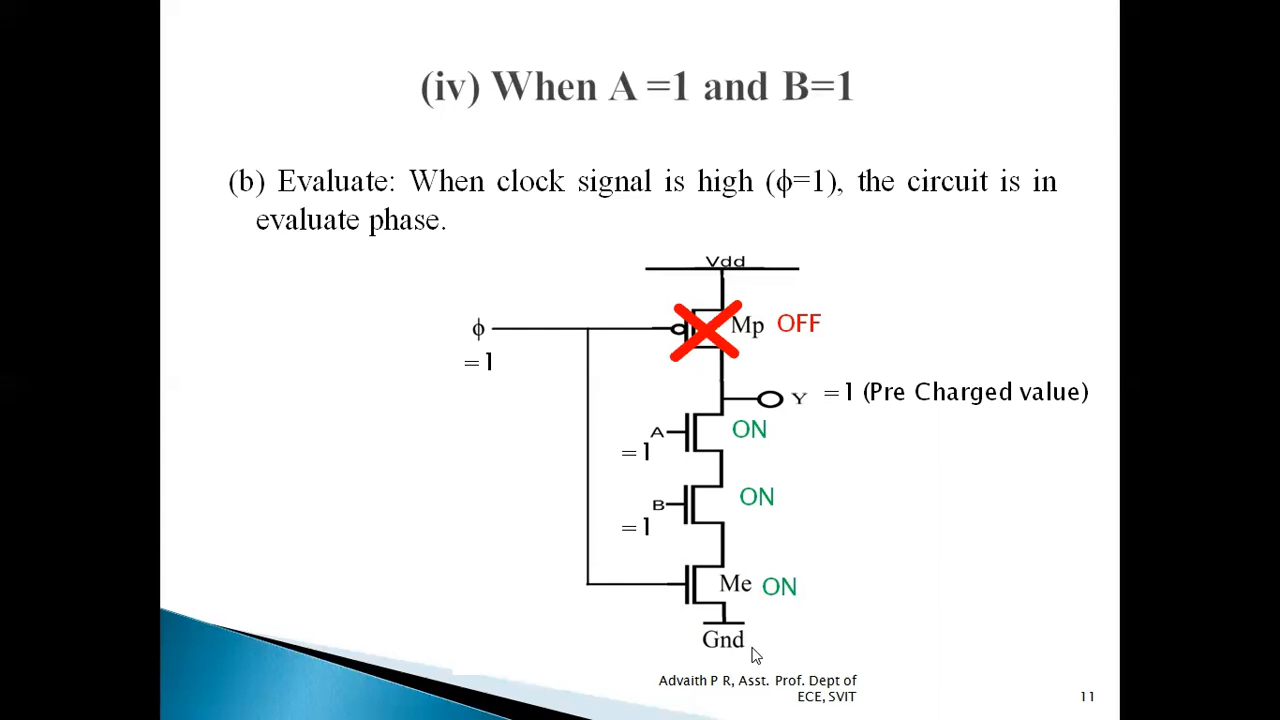 (iv) When A =1 and B=1
(b) Evaluate: When clock signal is high (ϕ=1), the circuit is in
evaluate phase.
Vdd
Mp OFF
ϕ
= 1
Y = 1 (Pre Charged value)
A ON
= 1
B ON
= 1
Me ON
Gnd
Advaith P R, Asst. Prof. Dept of
ECE, SVIT
11